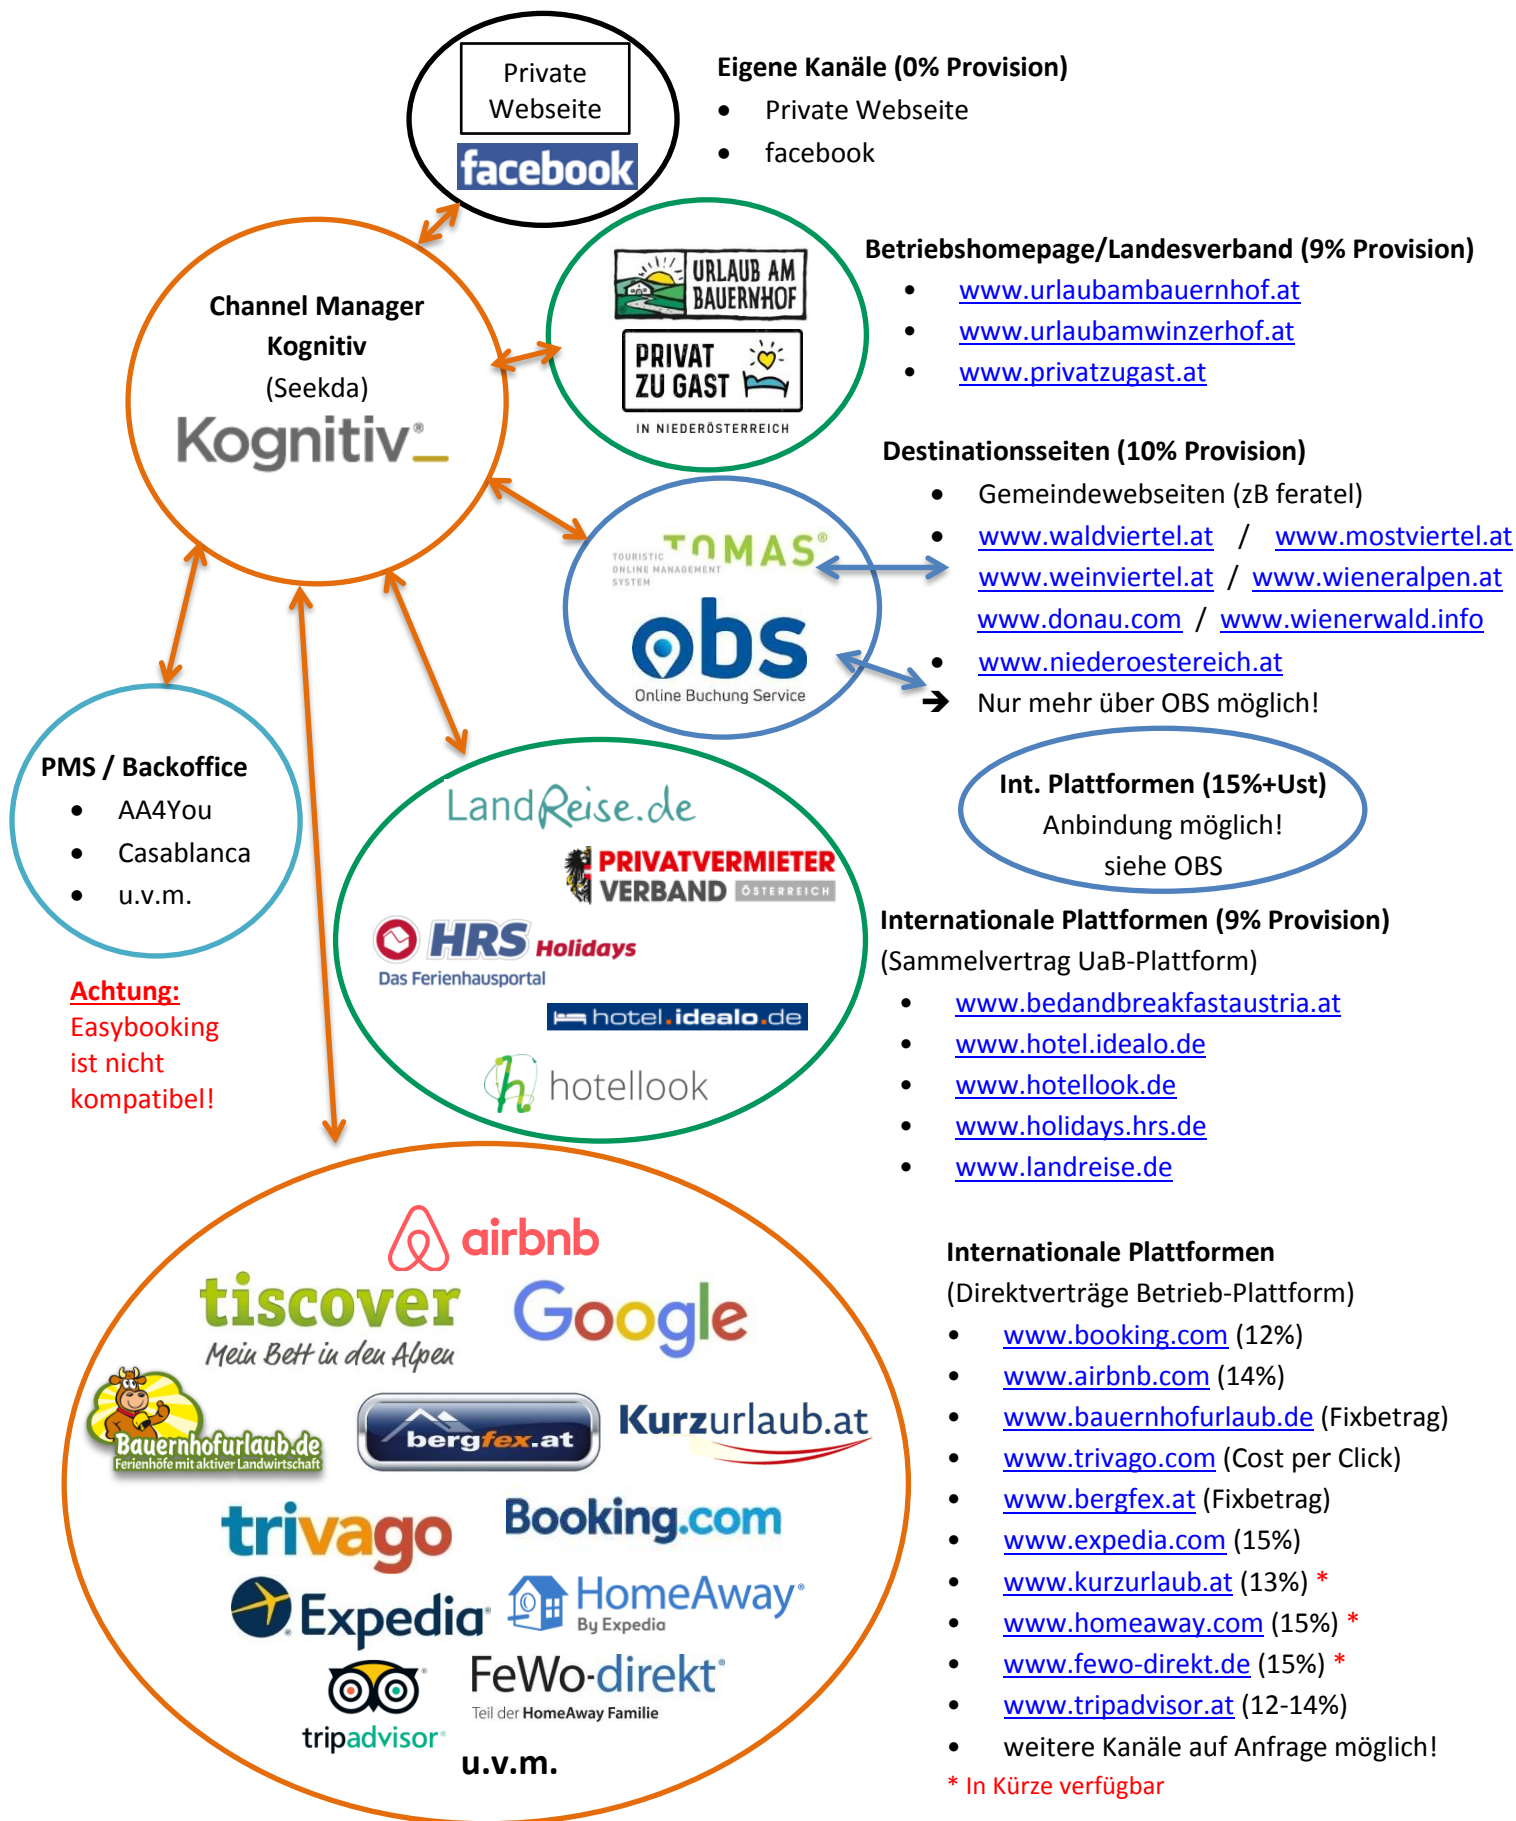 Private
Webseite
facebook
Eigene Kanäle (0% Provision)
• Private Webseite
• facebook
Channel Manager
Kognitiv
(Seekda)
Kognitiv®
URLAUB AM
BAUERNHOF
PRIVAT
ZU GAST
IN NIEDERÖSTERREICH
Betriebshomepage/Landesverband (9% Provision)
• www.urlaubambauernhof.at
• www.urlaubamwinzerhof.at
• www.privatzugast.at
TOMAS®
TOURISTIC
ONLINE MANAGEMENT
SYSTEM
obs
Online Buchung Service
Destinationsseiten (10% Provision)
• Gemeindewebseiten (zB feratel)
• www.waldviertel.at / www.mostviertel.at
www.weinviertel.at / www.wieneralpen.at
www.donau.com / www.wienerwald.info
• www.niederoestereich.at
➔ Nur mehr über OBS möglich!
PMS / Backoffice
• AA4You
• Casablanca
• u.v.m.
Achtung:
Easybooking
ist nicht
kompatibel!
Int. Plattformen (15%+Ust)
Anbindung möglich!
siehe OBS
LandReise.de
PRIVATVERMIETER
VERBAND ÖSTERREICH
HRS Holidays
Das Ferienhausportal
hotel.idealo.de
h hotellook
Internationale Plattformen (9% Provision)
(Sammelvertrag UaB-Plattform)
• www.bedandbreakfastaustria.at
• www.hotel.idealo.de
• www.hotellook.de
• www.holidays.hrs.de
• www.landreise.de
airbnb
tiscover
Mein Bett in den Alpen
Google
Bauernhofurlaub.de
Ferienhöfe mit aktiver Landwirtschaft
bergfex.at
Kurzurlaub.at
trivago
Booking.com
Expedia®
HomeAway®
By Expedia
tripadvisor®
FeWo-direkt®
Teil der HomeAway Familie
u.v.m.
Internationale Plattformen
(Direktverträge Betrieb-Plattform)
• www.booking.com (12%)
• www.airbnb.com (14%)
• www.bauernhofurlaub.de (Fixbetrag)
• www.trivago.com (Cost per Click)
• www.bergfex.at (Fixbetrag)
• www.expedia.com (15%)
• www.kurzurlaub.at (13%) *
• www.homeaway.com (15%) *
• www.fewo-direkt.de (15%) *
• www.tripadvisor.at (12-14%)
• weitere Kanäle auf Anfrage möglich!
* In Kürze verfügbar